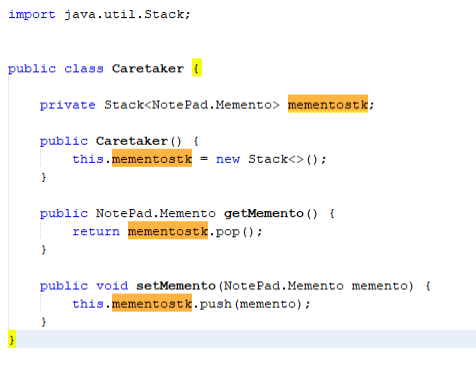 import java.util.Stack;
public class Caretaker {
private Stack<NotePad.Memento> mementostk;
public Caretaker() {
this.mementostk = new Stack<>();
}
public NotePad.Memento getMemento() {
return mementostk.pop();
}
public void setMemento(NotePad.Memento memento) {
this.mementostk.push(memento);
}
}